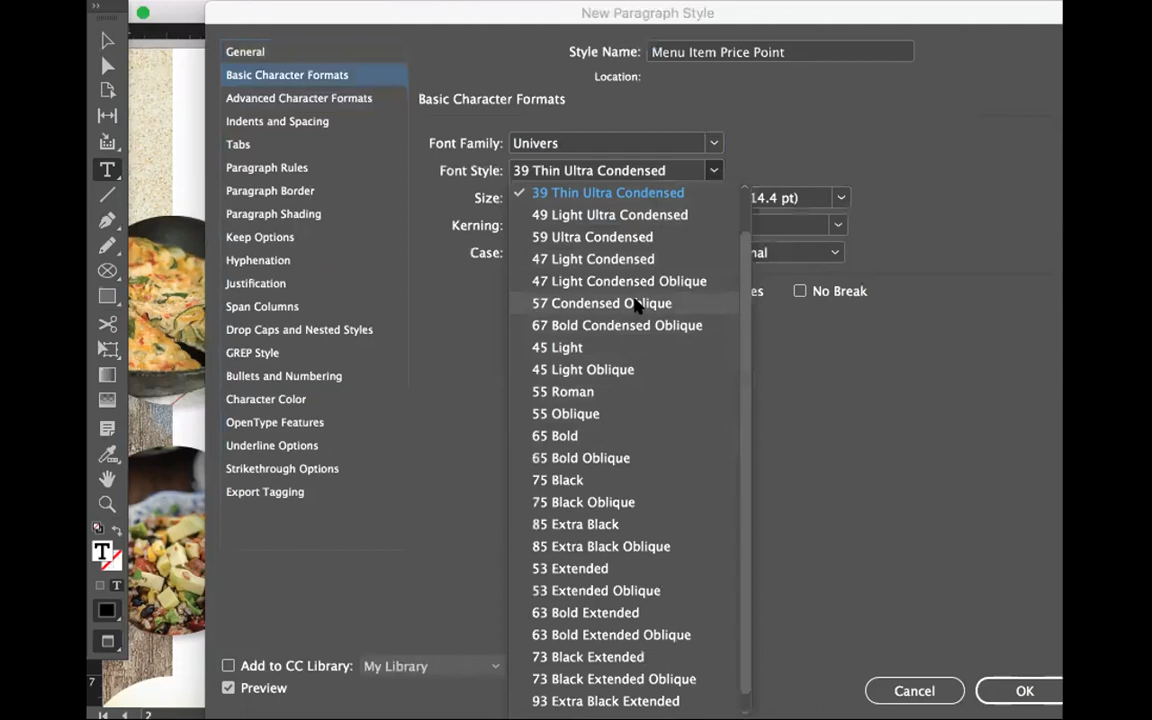 New Paragraph Style
General
Basic Character Formats
Advanced Character Formats
Indents and Spacing
Tabs
Paragraph Rules
Paragraph Border
Paragraph Shading
Keep Options
Hyphenation
Justification
Span Columns
Drop Caps and Nested Styles
GREP Style
Bullets and Numbering
Character Color
OpenType Features
Underline Options
Strikethrough Options
Export Tagging
Style Name: Menu Item Price Point
Location:
Basic Character Formats
Font Family: Univers
Font Style: 39 Thin Ultra Condensed
Size: 14.4 pt)
Kerning:
Case: nal
es No Break
39 Thin Ultra Condensed
49 Light Ultra Condensed
59 Ultra Condensed
47 Light Condensed
47 Light Condensed Oblique
57 Condensed Oblique
67 Bold Condensed Oblique
45 Light
45 Light Oblique
55 Roman
55 Oblique
65 Bold
65 Bold Oblique
75 Black
75 Black Oblique
85 Extra Black
85 Extra Black Oblique
53 Extended
53 Extended Oblique
63 Bold Extended
63 Bold Extended Oblique
73 Black Extended
73 Black Extended Oblique
93 Extra Black Extended
Add to CC Library: My Library
Preview
Cancel OK
7
2